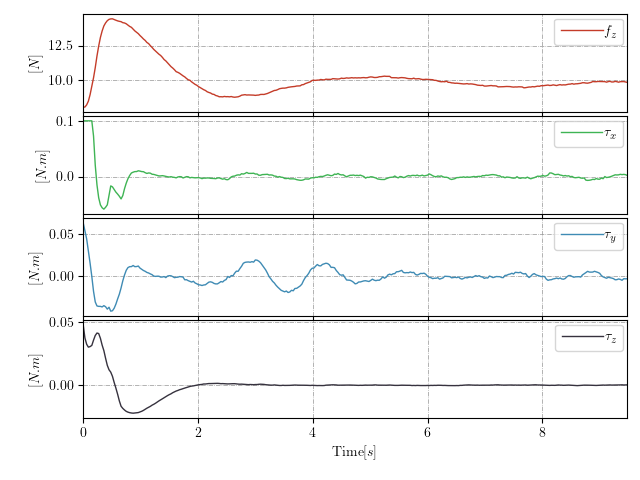 [N]
12.5
10.0
f_z
[N.m]
0.1
0.0
τ_x
[N.m]
0.05
0.00
τ_y
[N.m]
0.05
0.00
τ_z
0 2 4 6 8
Time[s]